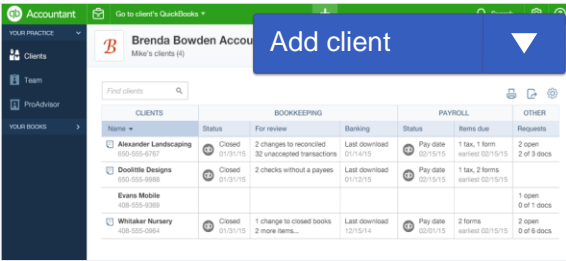 Accountant
Go to client's QuickBooks
YOUR PRACTICE
Clients
Team
ProAdvisor
YOUR BOOKS
B
Brenda Bowden Accou
Mike's clients (4)
Add client
Find clients
CLIENTS BOOKKEEPING PAYROLL OTHER
Name Status For review Banking Status Items due Requests
Alexander Landscaping Closed 2 changes to reconciled Last download Pay date 1 tax, 1 form 2 open
650-555-6767 01/31/15 32 unaccepted transactions 01/14/15 02/15/15 earliest 02/15/15 2 of 3 docs
Doolittle Designs Closed 2 checks without a payees Last download Pay date 1 tax, 2 forms
650-555-9988 01/31/15 01/12/15 02/15/15 earliest 02/15/15
Evans Mobile 1 open
408-555-9369 0 of 1 docs
Whitaker Nursery Closed 1 change to closed books Last download Pay date 2 forms 2 open
408-555-0964 01/31/15 2 more items... 12/15/14 02/01/15 earliest 02/15/15 0 of 6 docs